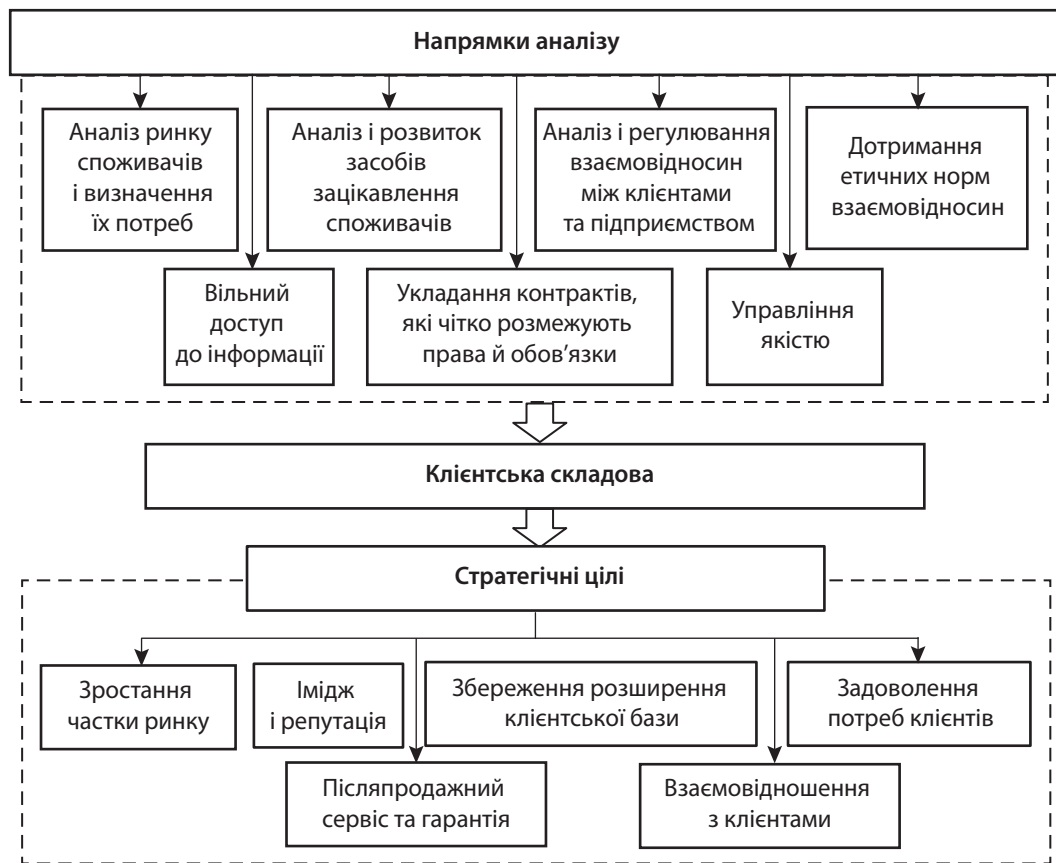 Напрямки аналізу
Аналіз ринку
споживачів
і визначення
їх потреб
Аналіз і розвиток
засобів
зацікавлення
споживачів
Аналіз і регулювання
взаємовідносин
між клієнтами
та підприємством
Дотримання
етичних норм
взаємовідносин
Вільний
доступ
до інформації
Укладання контрактів,
які чітко розмежують
права й обов’язки
Управління
якістю
Клієнтська складова
Стратегічні цілі
Зростання
частки ринку
Імідж
і репутація
Збереження розширення
клієнтської бази
Задоволення
потреб клієнтів
Післяпродажний
сервіс та гарантія
Взаємовідношення
з клієнтами